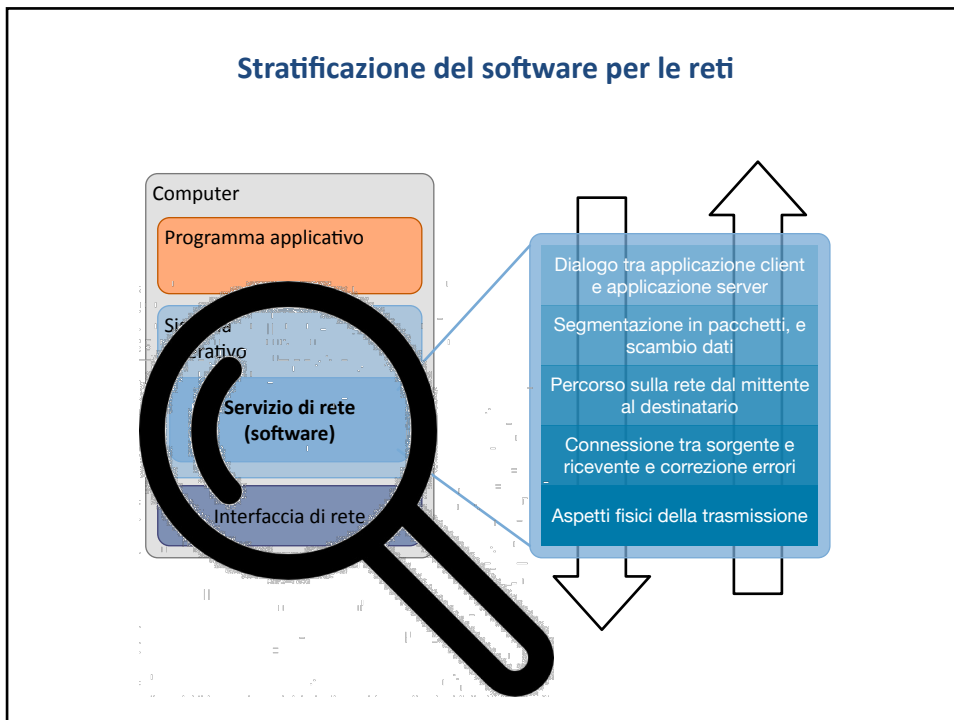 Stratificazione del software per le reti
Computer
Programma applicativo
Servizio di rete
(software)
Interfaccia di rete
Dialogo tra applicazione client
e applicazione server
Segmentazione in pacchetti, e
scambio dati
Percorso sulla rete dal mittente
al destinatario
Connessione tra sorgente e
ricevente e correzione errori
Aspetti fisici della trasmissione